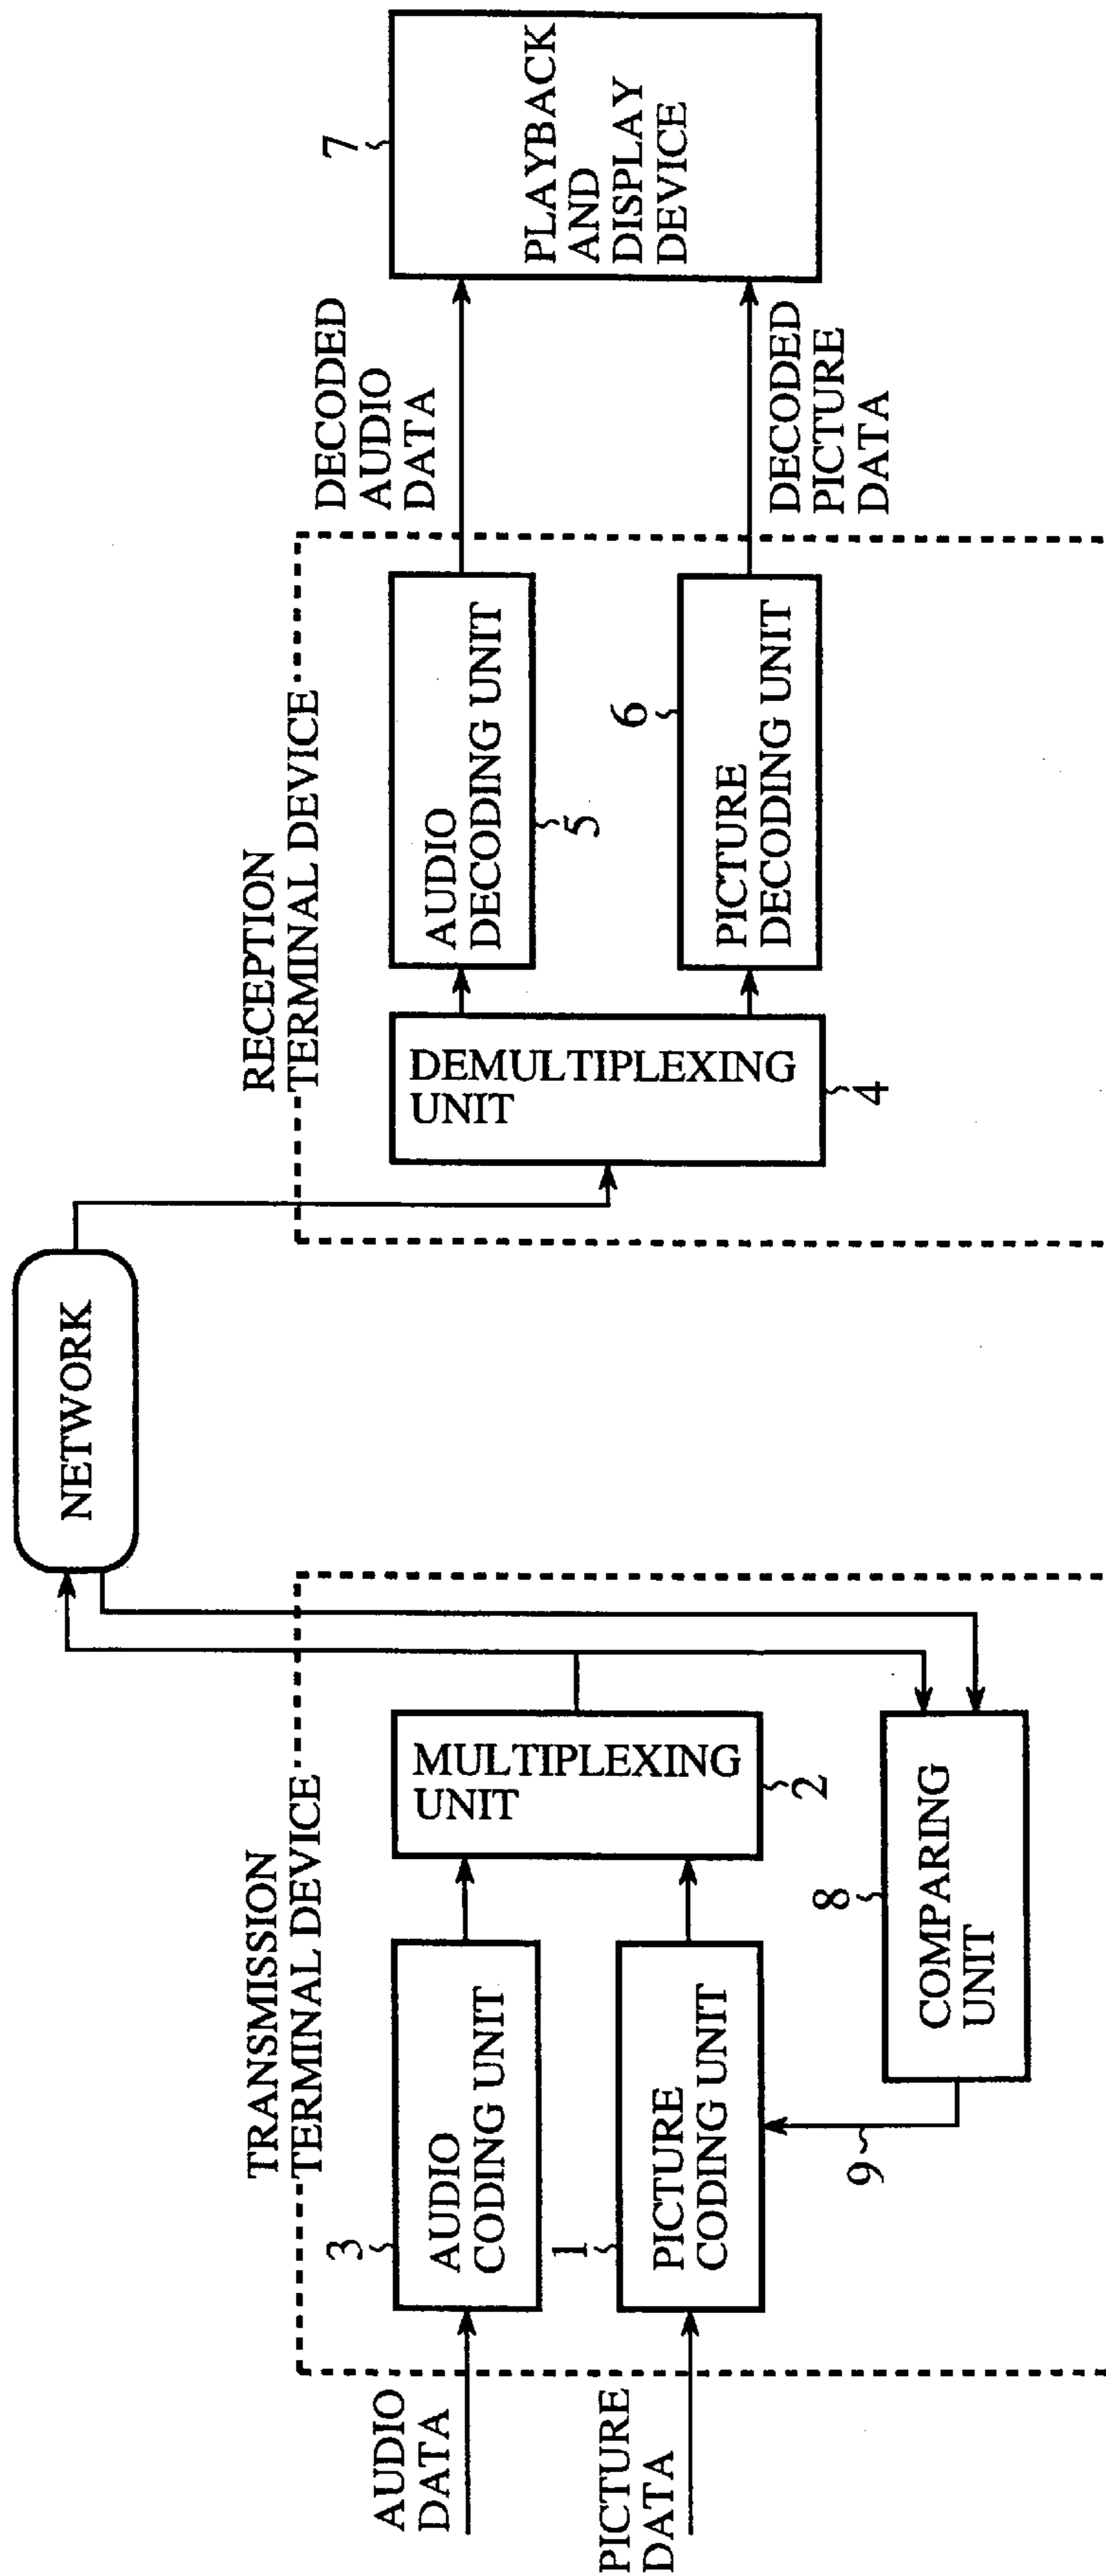 NETWORK
TRANSMISSION
TERMINAL DEVICE
AUDIO
DATA
3
AUDIO
CODING UNIT
MULTIPLEXING
UNIT
2
PICTURE
DATA
1
PICTURE
CODING UNIT
9
8
COMPARING
UNIT
RECEPTION
TERMINAL DEVICE
DEMULTIPLEXING
UNIT
4
AUDIO
DECODING UNIT
5
6
PICTURE
DECODING UNIT
DECODED
AUDIO
DATA
DECODED
PICTURE
DATA
7
PLAYBACK
AND
DISPLAY
DEVICE